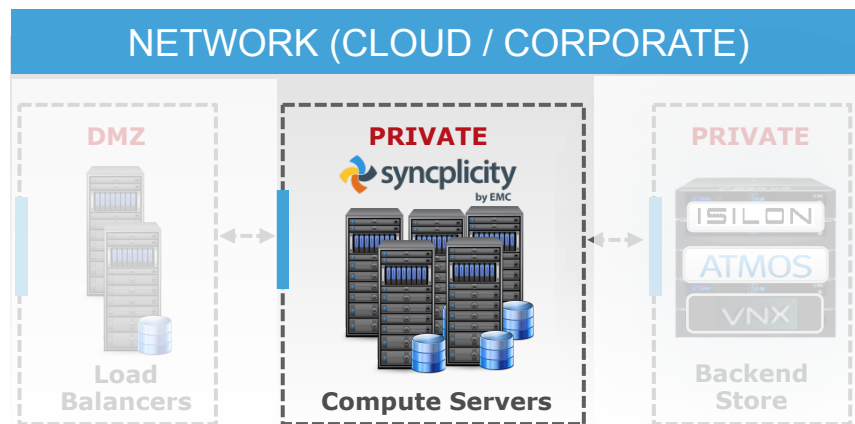 NETWORK (CLOUD / CORPORATE)
DMZ
Load
Balancers
PRIVATE
syncplicity
by EMC
Compute Servers
PRIVATE
ISILON
ATMOS
VNX
Backend
Store